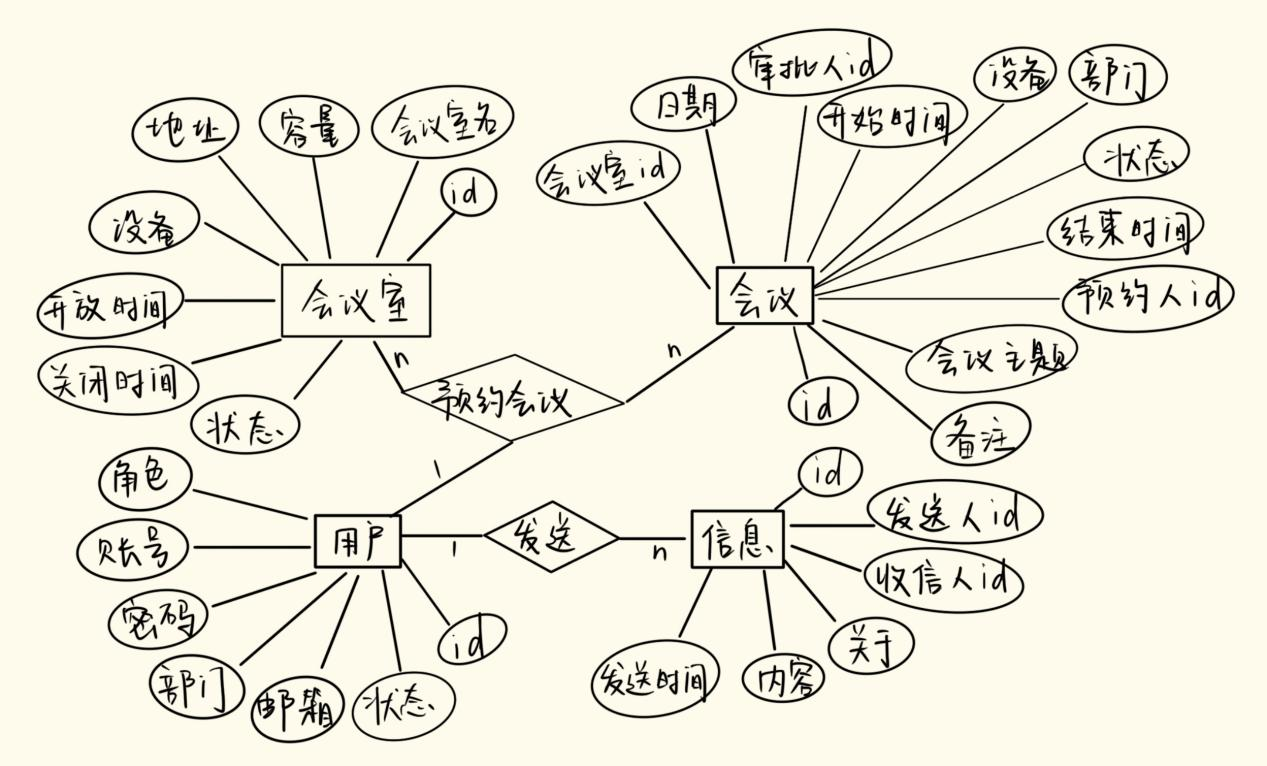 地址
容量
会议室名
id
设备
会议室
开放时间
关闭时间
状态
会议室id
日期
审批人id
开始时间
设备
部门
状态
结束时间
预约人id
会议
会议主题
备注
id
n
预约会议
n
1
角色
账号
用户
密码
部门
邮箱
状态
id
1
发送
n
信息
id
发送人id
收信人id
关于
内容
发送时间